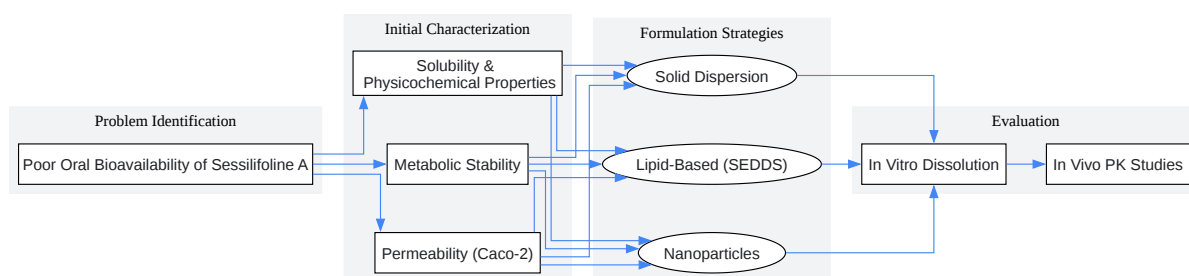 Problem Identification
Poor Oral Bioavailability of Sessilifoline A
Initial Characterization
Solubility &
Physicochemical Properties
Metabolic Stability
Permeability (Caco-2)
Formulation Strategies
Solid Dispersion
Lipid-Based (SEDDS)
Nanoparticles
Evaluation
In Vitro Dissolution
In Vivo PK Studies